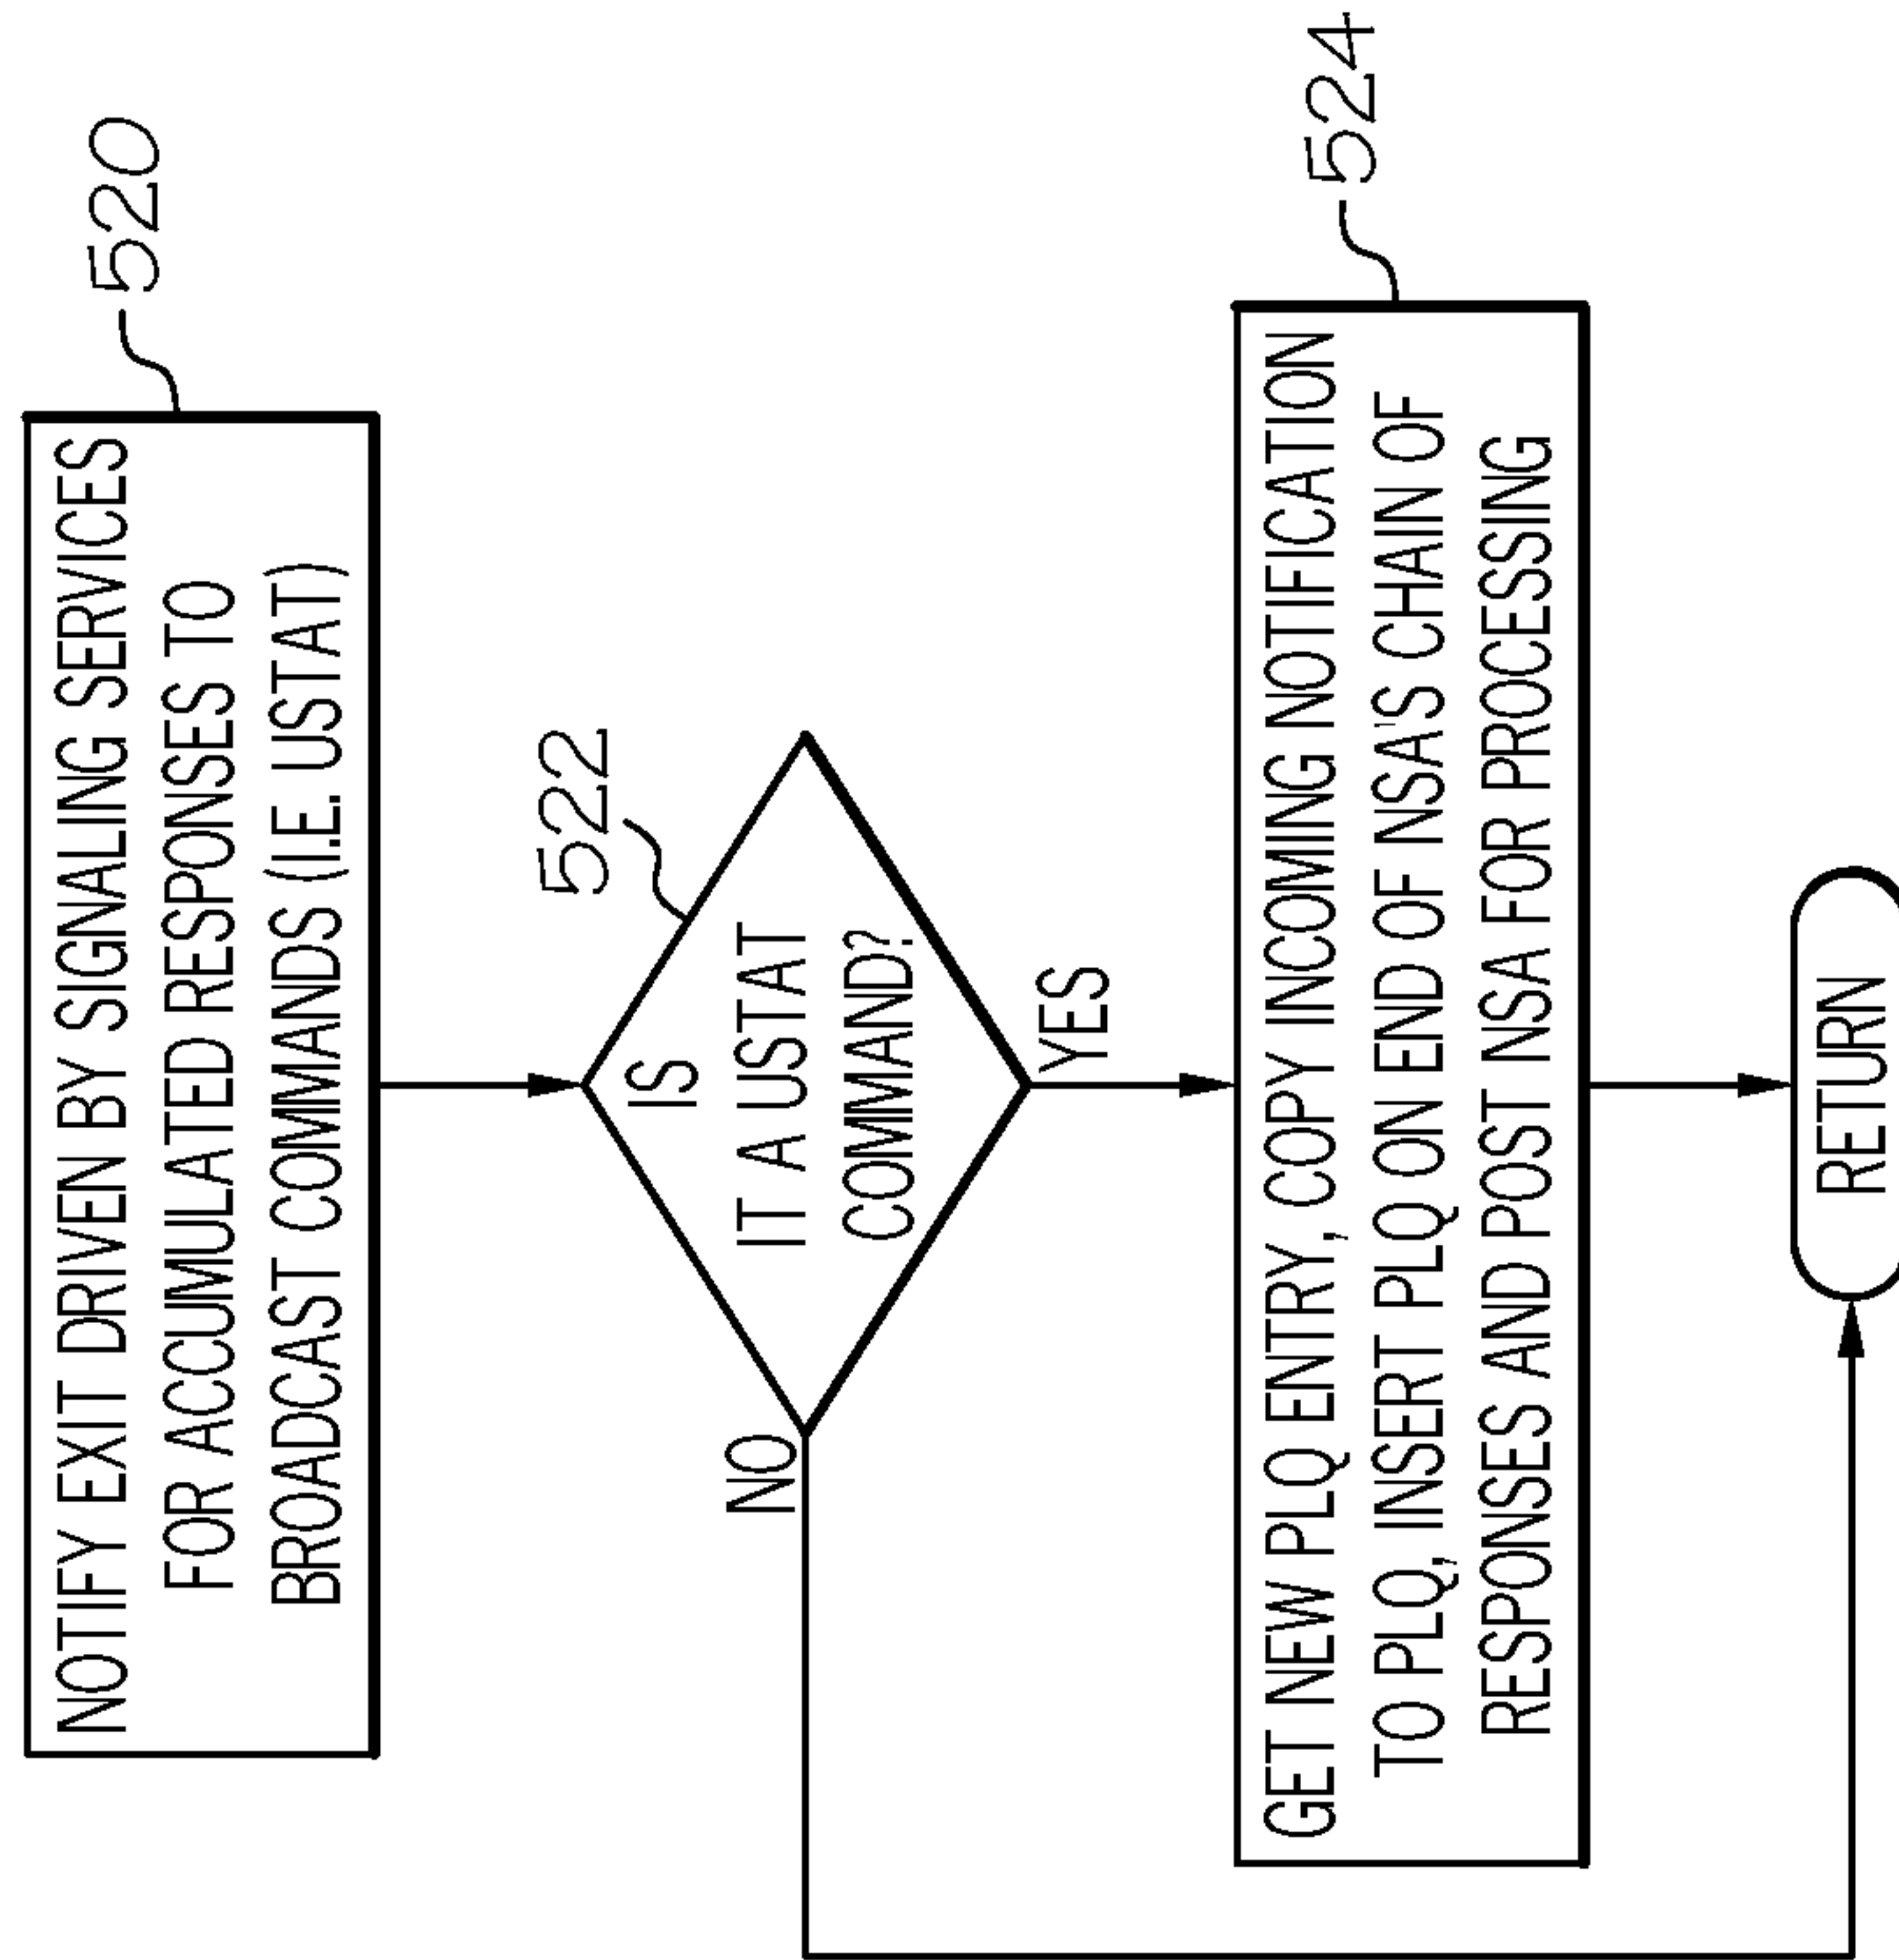 NOTIFY EXIT DRIVEN BY SIGNALING SERVICES
FOR ACCUMULATED RESPONSES TO
BROADCAST COMMANDS (I.E. USTAT)
520
IS
IT A USTAT
COMMAND?
522
NO
YES
GET NEW PLQ ENTRY, COPY INCOMING NOTIFICATION
TO PLQ, INSERT PLQ ON END OF NSA'S CHAIN OF
RESPONSES AND POST NSA FOR PROCESSING
524
RETURN